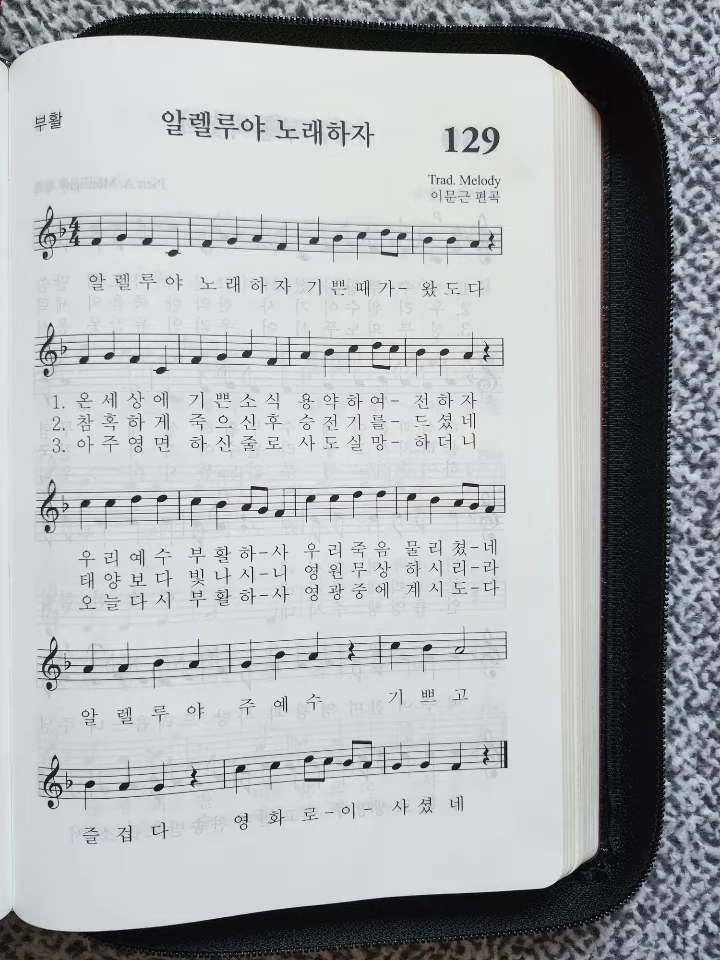 부활
알렐루야 노래하자
129
Trad. Melody
이문근 편곡
알렐루야 노래하자 기쁜때가- 왔도다
1. 온세상에 기쁜소식 용약하여- 전하자
2. 참혹하게 죽으신후 승전기를- 드셨네
3. 아주영면 하신줄로 사도실망- 하더니
우리예수 부활하-사 우리죽음 물리쳤-네
태양보다 빛나시-니 영원무상 하시리-라
오늘다시 부활하-사 영광중에 계시도-다
알렐루야 주예수 기쁘고
즐겁다 영화로-이- 사셨네